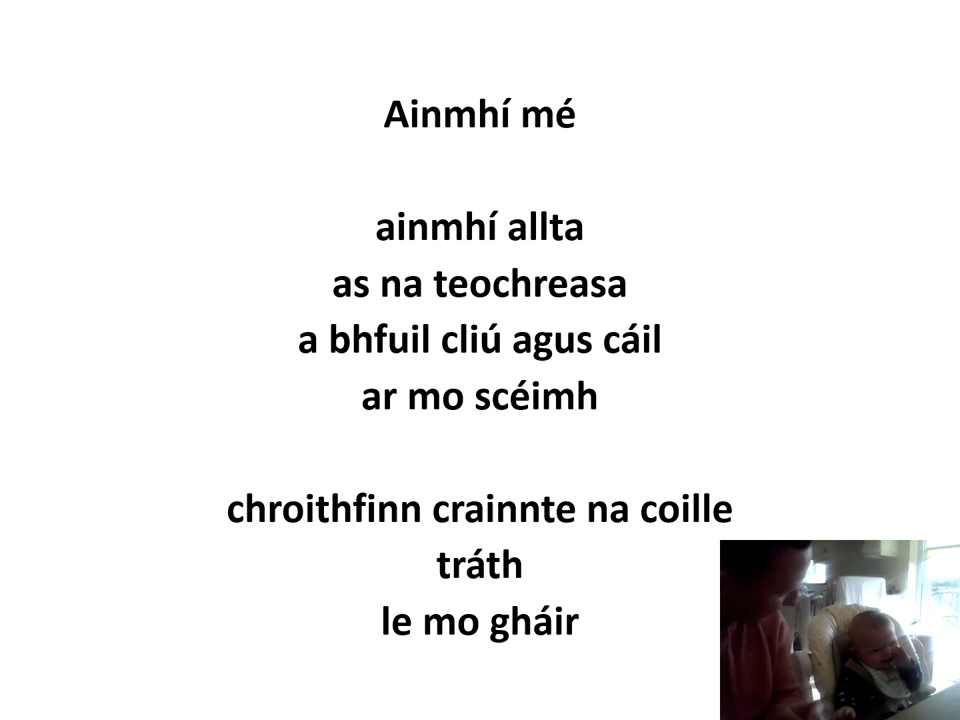 Ainmhí mé
ainmhí allta
as na teochreasa
a bhfuil cliú agus cáil
ar mo scéimh
chroithfinn crainnte na coille
tráth
le mo gháir